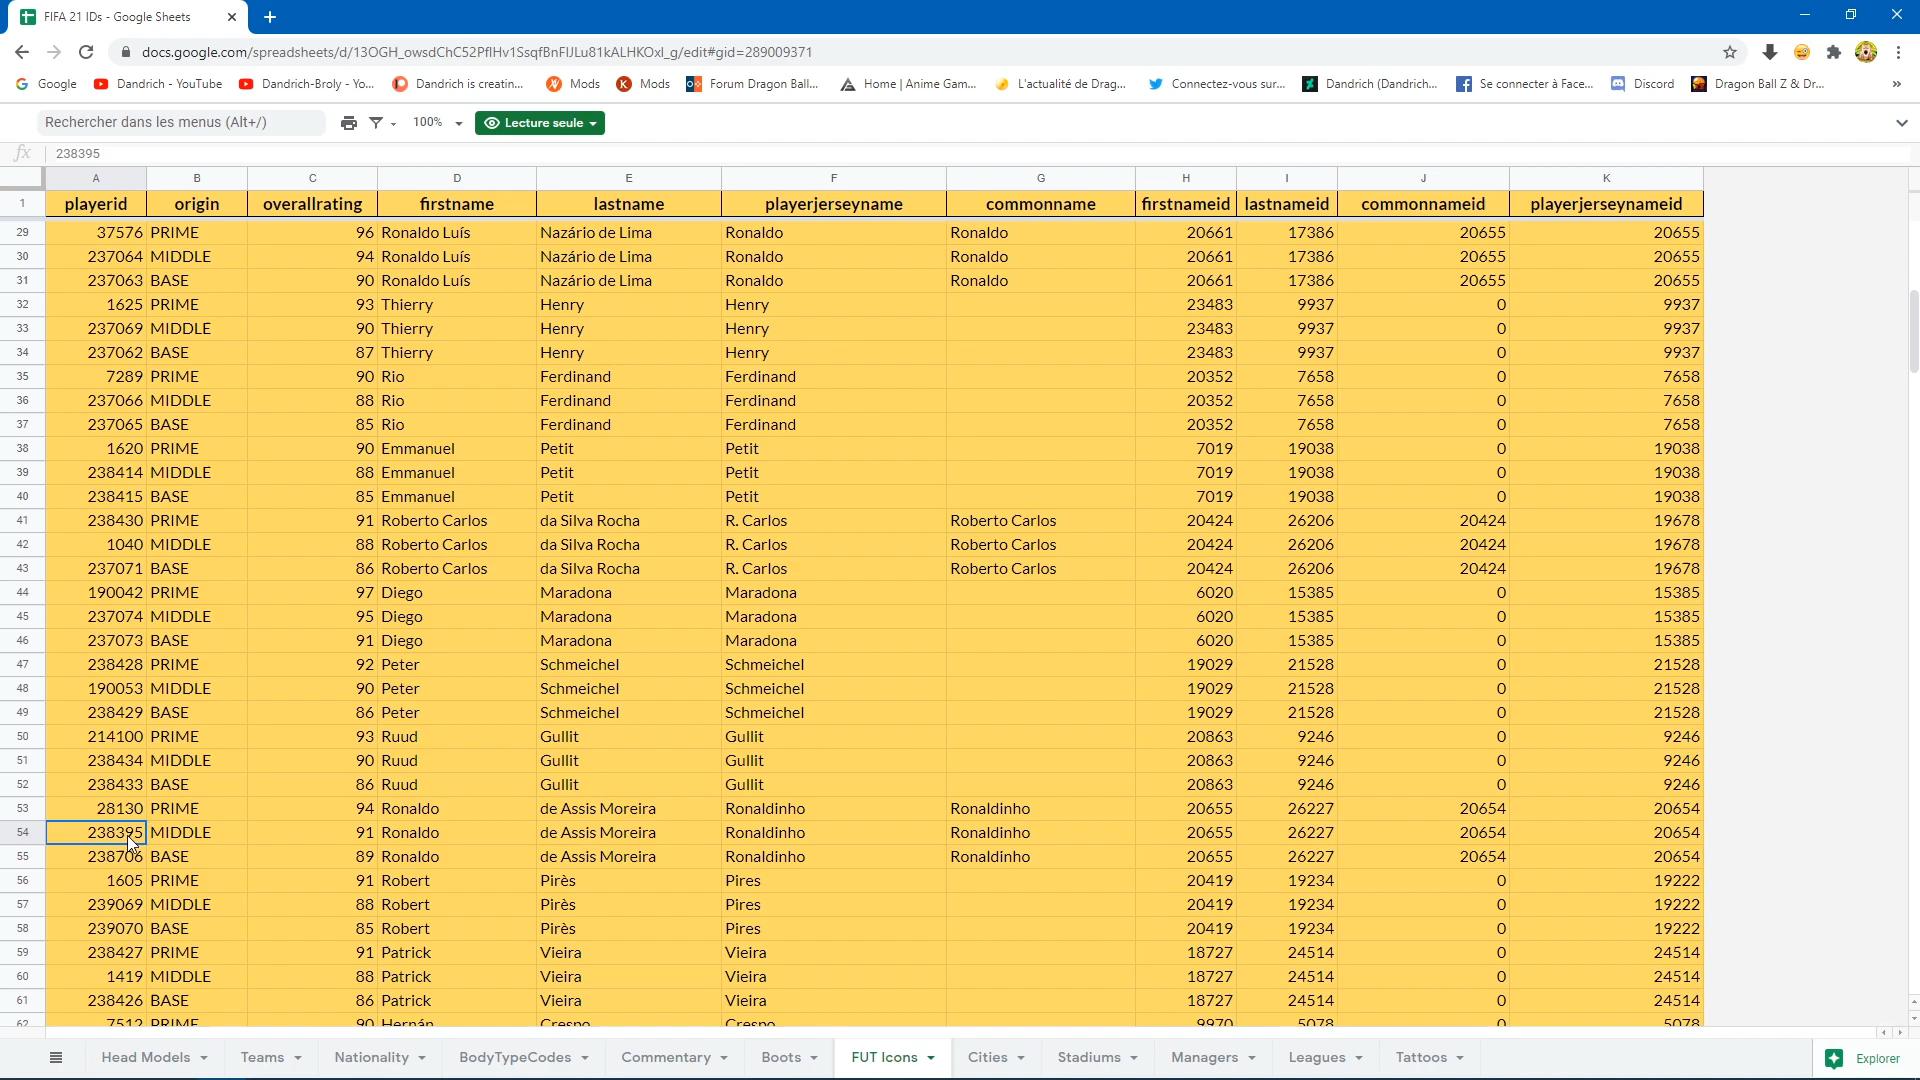 FIFA 21 IDs - Google Sheets
docs.google.com/spreadsheets/d/13OGH_owsdChC52PflHv1SsqfBnFlJLu81kALHKOxI_g/edit#gid=289009371
Google Dandrich - YouTube Dandrich-Broly - Yo... Dandrich is creatin... Mods Mods Forum Dragon Ball... Home | Anime Gam... L'actualité de Drag... Connectez-vous sur... Dandrich (Dandrich... Se connecter à Face... Discord Dragon Ball Z & Dr... »
Rechercher dans les menus (Alt+/) 100% Lecture seule
fx 238395
A B C D E F G H I J K
1 playerid origin overallrating firstname lastname playerjerseyname commonname firstnameid lastnameid commonnameid playerjerseynameid
29 37576 PRIME 96 Ronaldo Luís Nazário de Lima Ronaldo Ronaldo 20661 17386 20655 20655
30 237064 MIDDLE 94 Ronaldo Luís Nazário de Lima Ronaldo Ronaldo 20661 17386 20655 20655
31 237063 BASE 90 Ronaldo Luís Nazário de Lima Ronaldo Ronaldo 20661 17386 20655 20655
32 1625 PRIME 93 Thierry Henry Henry 23483 9937 0 9937
33 237069 MIDDLE 90 Thierry Henry Henry 23483 9937 0 9937
34 237062 BASE 87 Thierry Henry Henry 23483 9937 0 9937
35 7289 PRIME 90 Rio Ferdinand Ferdinand 20352 7658 0 7658
36 237066 MIDDLE 88 Rio Ferdinand Ferdinand 20352 7658 0 7658
37 237065 BASE 85 Rio Ferdinand Ferdinand 20352 7658 0 7658
38 1620 PRIME 90 Emmanuel Petit Petit 7019 19038 0 19038
39 238414 MIDDLE 88 Emmanuel Petit Petit 7019 19038 0 19038
40 238415 BASE 85 Emmanuel Petit Petit 7019 19038 0 19038
41 238430 PRIME 91 Roberto Carlos da Silva Rocha R. Carlos Roberto Carlos 20424 26206 20424 19678
42 1040 MIDDLE 88 Roberto Carlos da Silva Rocha R. Carlos Roberto Carlos 20424 26206 20424 19678
43 237071 BASE 86 Roberto Carlos da Silva Rocha R. Carlos Roberto Carlos 20424 26206 20424 19678
44 190042 PRIME 97 Diego Maradona Maradona 6020 15385 0 15385
45 237074 MIDDLE 95 Diego Maradona Maradona 6020 15385 0 15385
46 237073 BASE 91 Diego Maradona Maradona 6020 15385 0 15385
47 238428 PRIME 92 Peter Schmeichel Schmeichel 19029 21528 0 21528
48 190053 MIDDLE 90 Peter Schmeichel Schmeichel 19029 21528 0 21528
49 238429 BASE 86 Peter Schmeichel Schmeichel 19029 21528 0 21528
50 214100 PRIME 93 Ruud Gullit Gullit 20863 9246 0 9246
51 238434 MIDDLE 90 Ruud Gullit Gullit 20863 9246 0 9246
52 238433 BASE 86 Ruud Gullit Gullit 20863 9246 0 9246
53 28130 PRIME 94 Ronaldo de Assis Moreira Ronaldinho Ronaldinho 20655 26227 20654 20654
54 238395 MIDDLE 91 Ronaldo de Assis Moreira Ronaldinho Ronaldinho 20655 26227 20654 20654
55 238706 BASE 89 Ronaldo de Assis Moreira Ronaldinho Ronaldinho 20655 26227 20654 20654
56 1605 PRIME 91 Robert Pirès Pires 20419 19234 0 19222
57 239069 MIDDLE 88 Robert Pirès Pires 20419 19234 0 19222
58 239070 BASE 85 Robert Pirès Pires 20419 19234 0 19222
59 238427 PRIME 91 Patrick Vieira Vieira 18727 24514 0 24514
60 1419 MIDDLE 88 Patrick Vieira Vieira 18727 24514 0 24514
61 238426 BASE 86 Patrick Vieira Vieira 18727 24514 0 24514
62 7512 PRIME 90 Hernán Crespo Crespo 9970 5078 0 5078
Head Models Teams Nationality BodyTypeCodes Commentary Boots FUT Icons Cities Stadiums Managers Leagues Tattoos Explorer